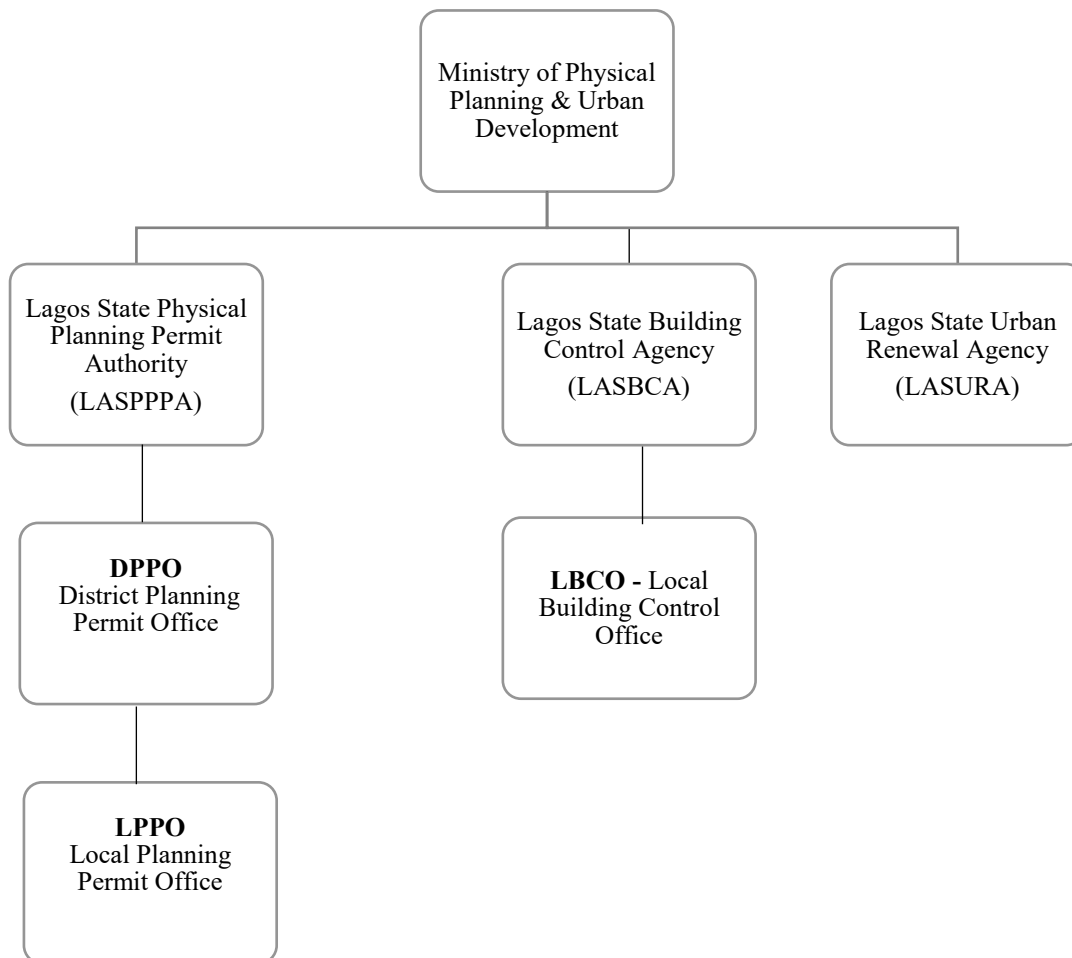 Ministry of Physical
Planning & Urban
Development
Lagos State Physical
Planning Permit
Authority
(LASPPPA)
Lagos State Building
Control Agency
(LASBCA)
Lagos State Urban
Renewal Agency
(LASURA)
DPPO
District Planning
Permit Office
LBCO - Local
Building Control
Office
LPPO
Local Planning
Permit Office